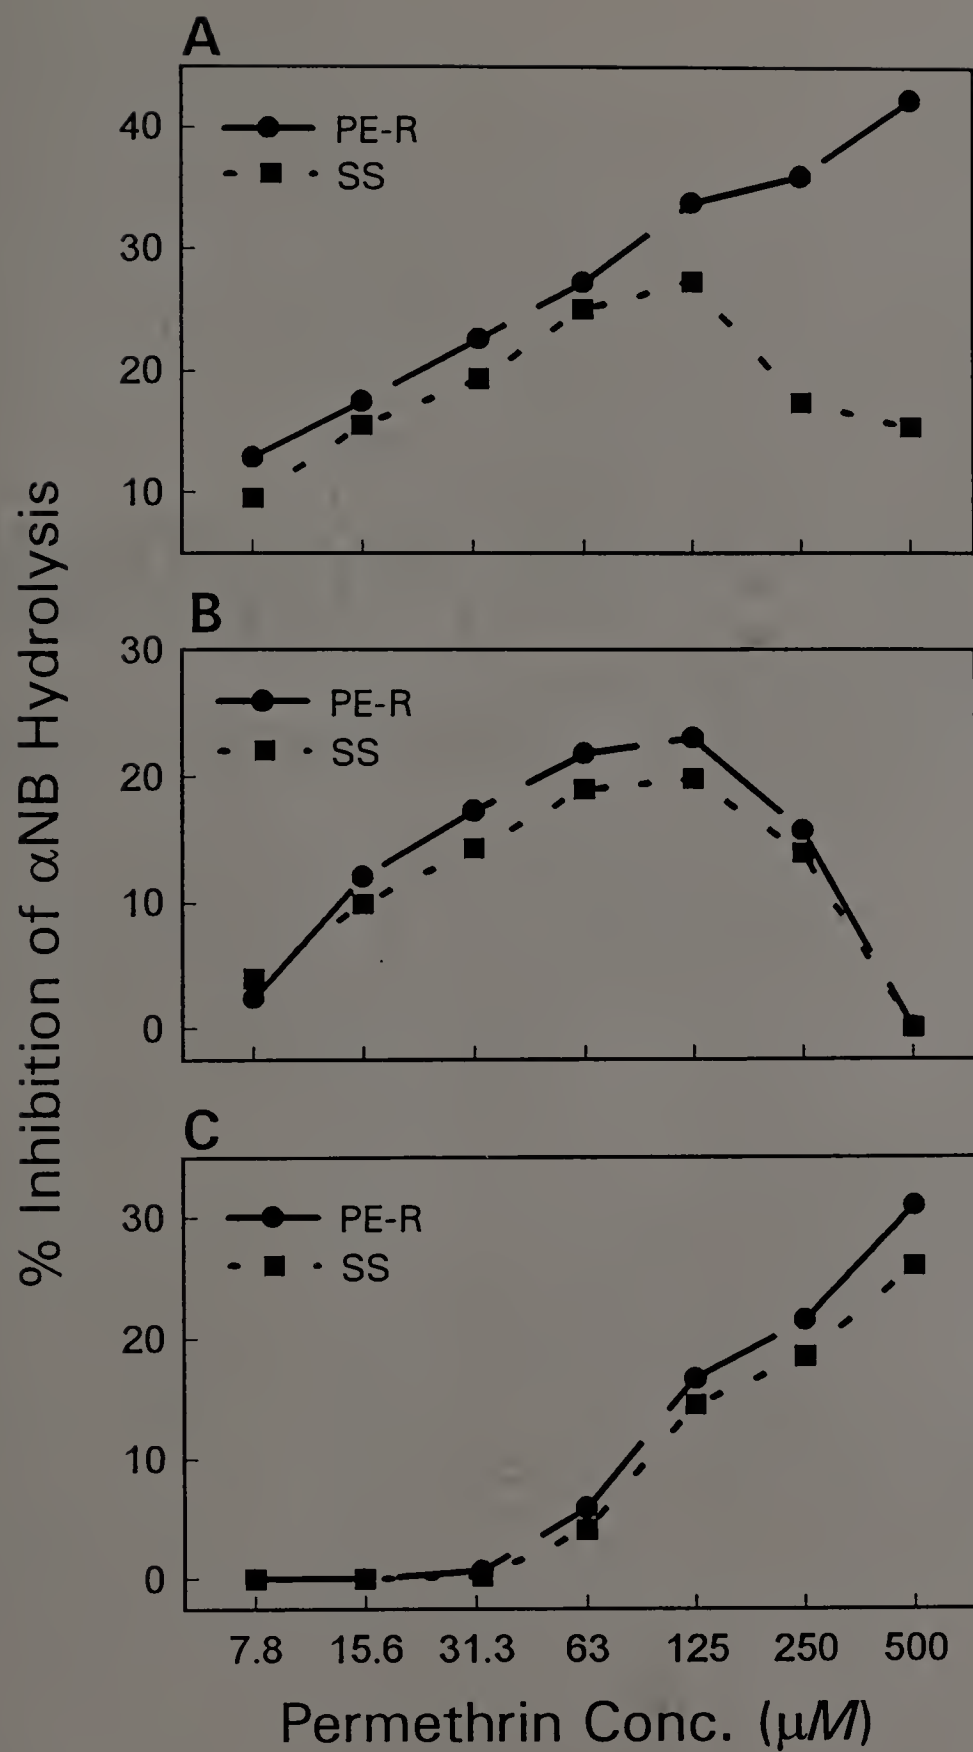 A
PE-R
SS
40
30
20
10
B
PE-R
SS
30
20
10
0
C
PE-R
SS
30
20
10
0
7.8 15.6 31.3 63 125 250 500
Permethrin Conc. (μM)
% Inhibition of αNB Hydrolysis